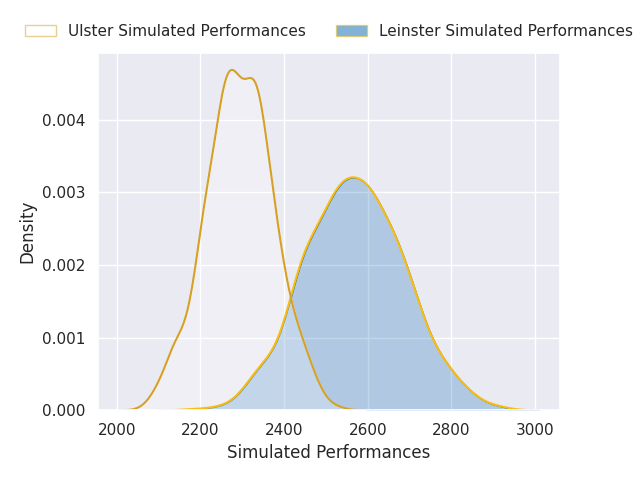 Ulster Simulated Performances Leinster Simulated Performances
0.004
0.003
0.002
0.001
0.000
Density
2000 2200 2400 2600 2800 3000
Simulated Performances